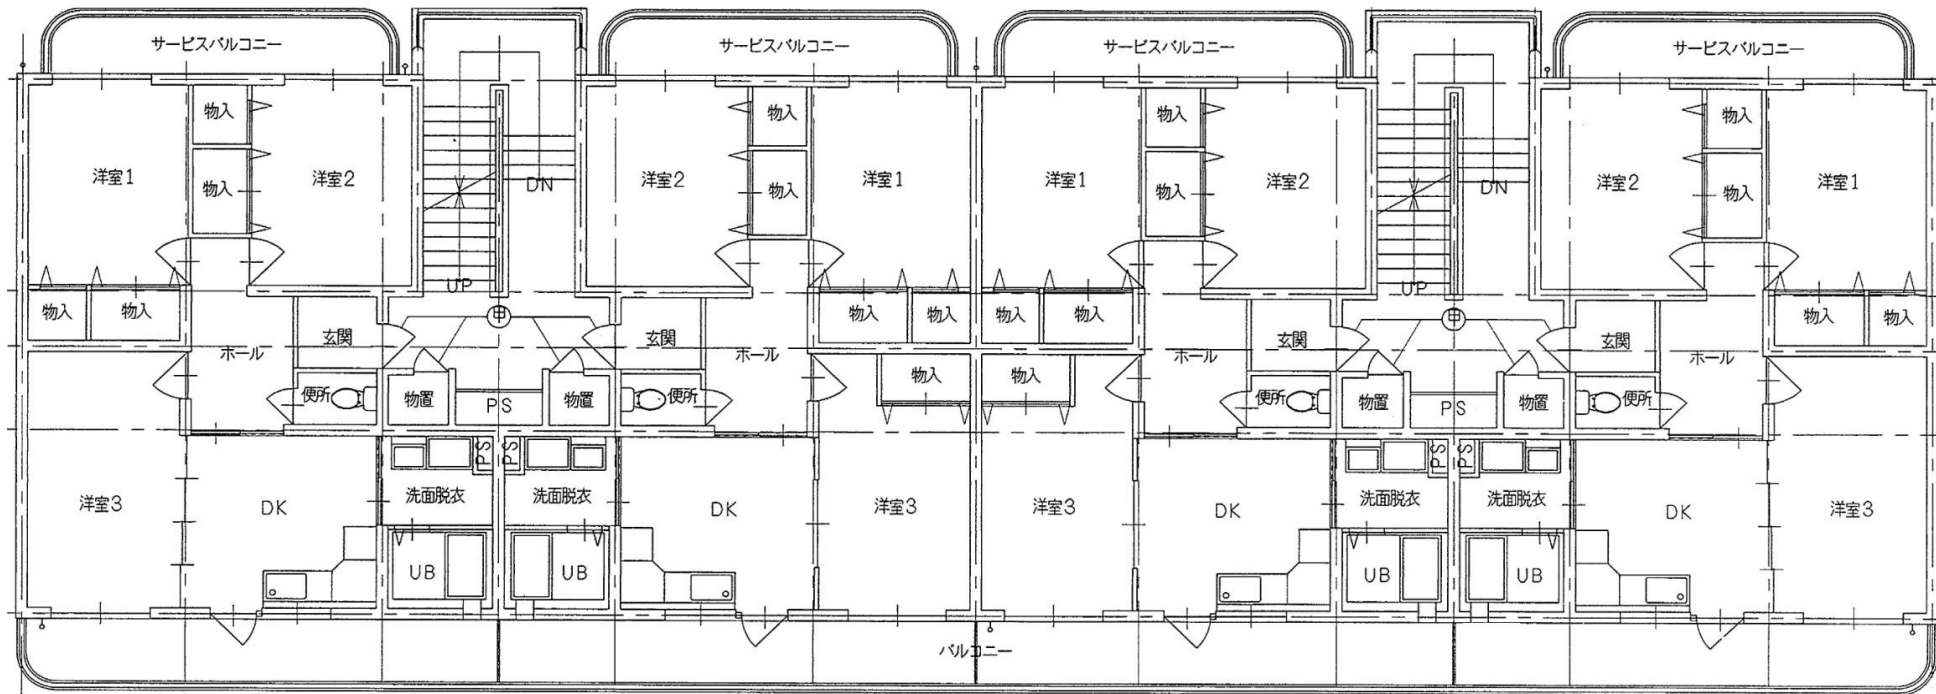 サービスバルコニー
サービスバルコニー
サービスバルコニー
サービスバルコニー
物入
物入
物入
物入
洋室1
物入
洋室2
DN
洋室2
物入
洋室1
洋室1
物入
洋室2
DN
洋室2
物入
洋室1
UP
UP
物入
物入
物入
物入
物入
物入
物入
物入
ホール
玄関
玄関
ホール
ホール
玄関
玄関
ホール
物入
物入
便所
物置
PS
物置
便所
便所
物置
PS
物置
便所
PS
PS
PS
PS
洋室3
DK
洗面脱衣
洗面脱衣
DK
洋室3
洋室3
DK
洗面脱衣
洗面脱衣
DK
洋室3
UB
UB
UB
UB
バルコニー